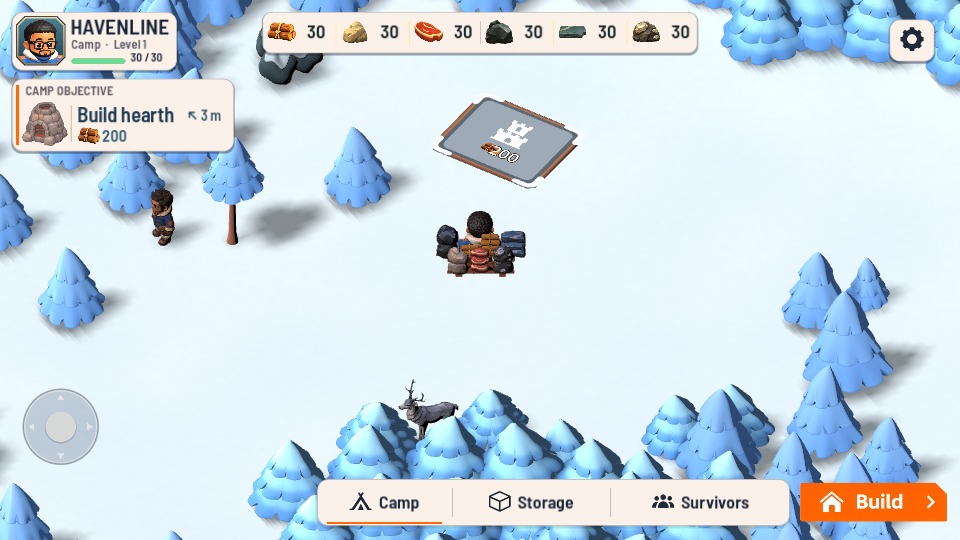 HAVENLINE
Camp · Level 1
30 / 30
30 30 30 30 30 30
CAMP OBJECTIVE
Build hearth 3 m
200
200
Camp Storage Survivors
Build